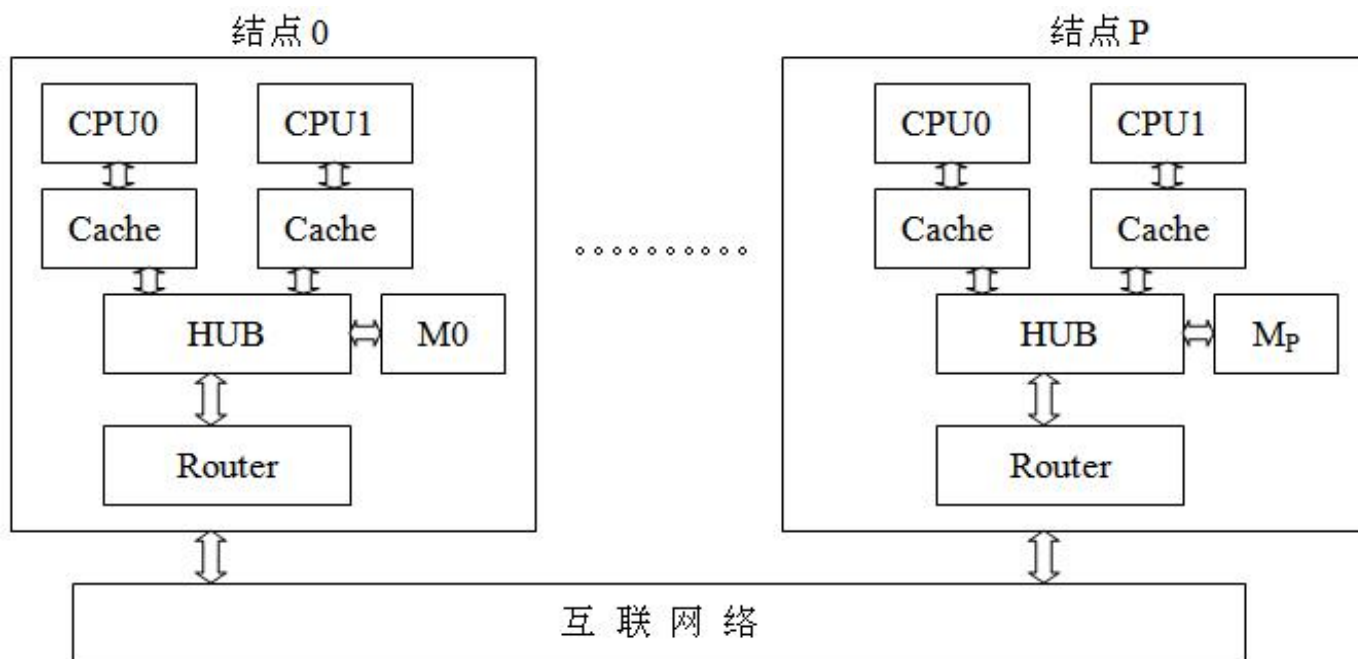 结点 0
结点 P
CPU0
CPU1
CPU0
CPU1
Cache
Cache
Cache
Cache
HUB
M0
HUB
MP
Router
Router
互 联 网 络